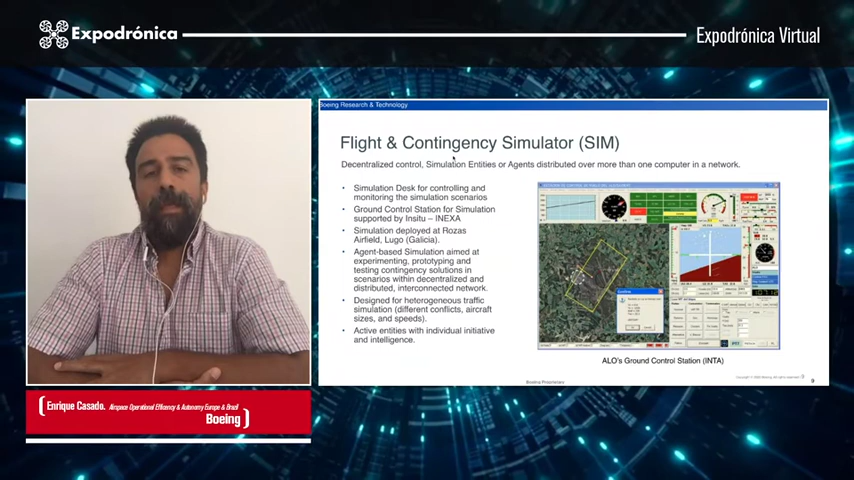 Expodrónica
Expodrónica Virtual
Boeing Research & Technology
Flight & Contingency Simulator (SIM)
Decentralized control, Simulation Entities or Agents distributed over more than one computer in a network.
• Simulation Desk for controlling and
monitoring the simulation scenarios
• Ground Control Station for Simulation
supported by Insitu – INEXA
• Simulation deployed at Rozas
Airfield, Lugo (Galicia).
• Agent-based Simulation aimed at
experimenting, prototyping and
testing contingency solutions in
scenarios within decentralized and
distributed, interconnected network.
• Designed for heterogeneous traffic
simulation (different conflicts, aircraft
sizes, and speeds).
• Active entities with individual initiative
and intelligence.
ALO's Ground Control Station (INTA)
Boeing Proprietary
9
Enrique Casado. Airspace Operational Efficiency & Autonomy Europe & Brazil
Boeing